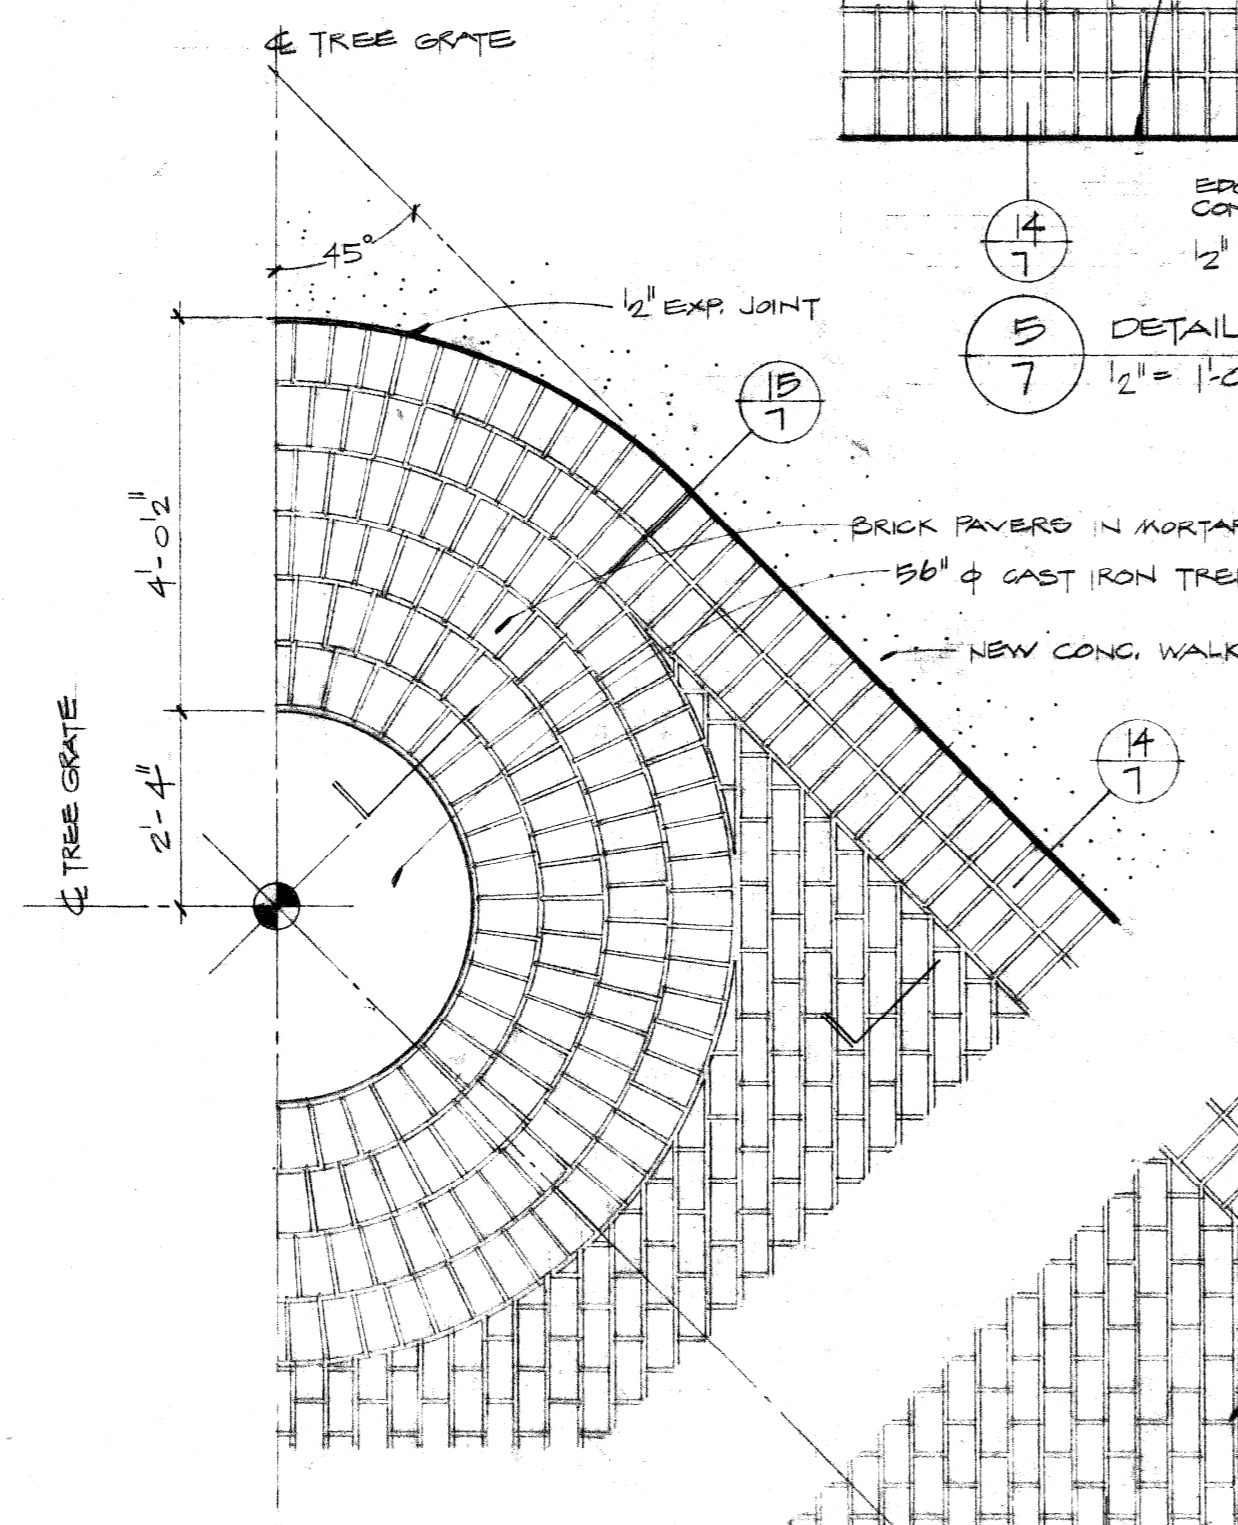 ℄ TREE GRATE
45°
½" EXP. JOINT
14
7
½"
5
7
DETAIL
½" = 1'-0
15
7
4'-0½"
BRICK PAVERS IN MORTAR
56" ϕ CAST IRON TREE
NEW CONC. WALK
14
7
℄ TREE GRATE
2'-4"